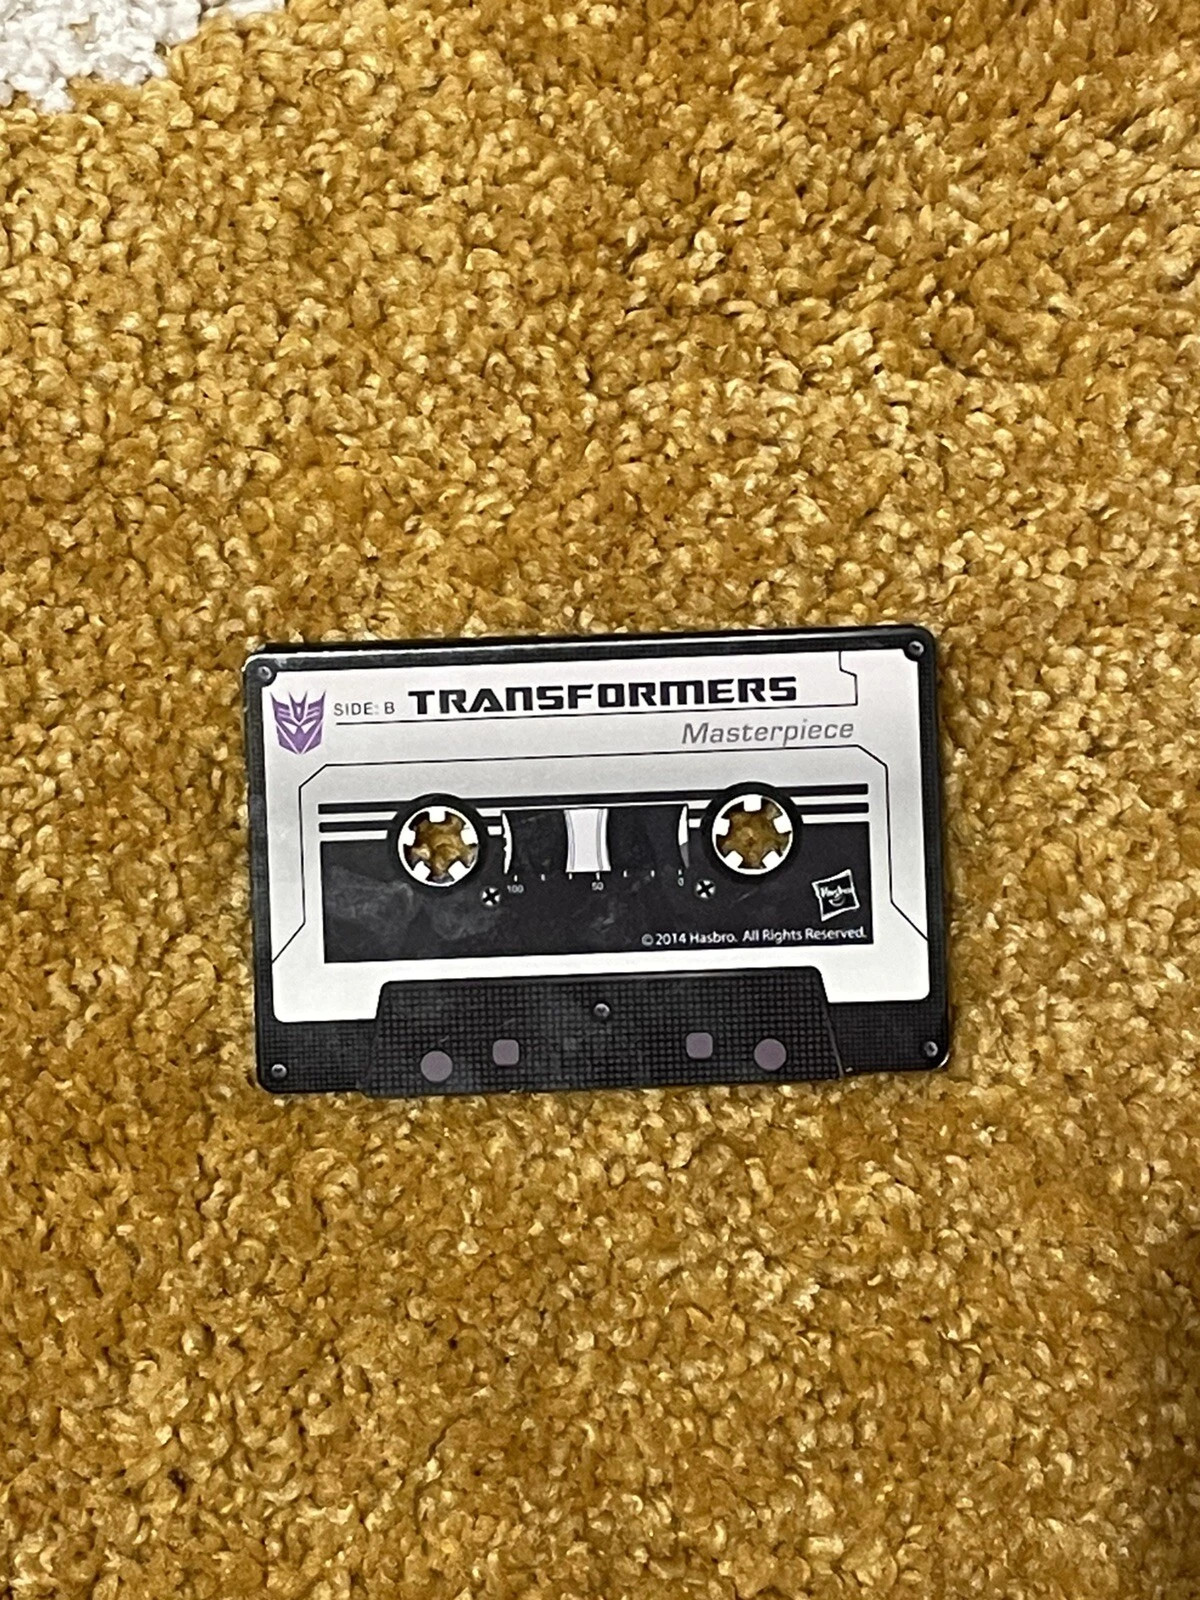 SIDE: B TRANSFORMERS
Masterpiece
100 50 0
Hasbro
© 2014 Hasbro. All Rights Reserved.